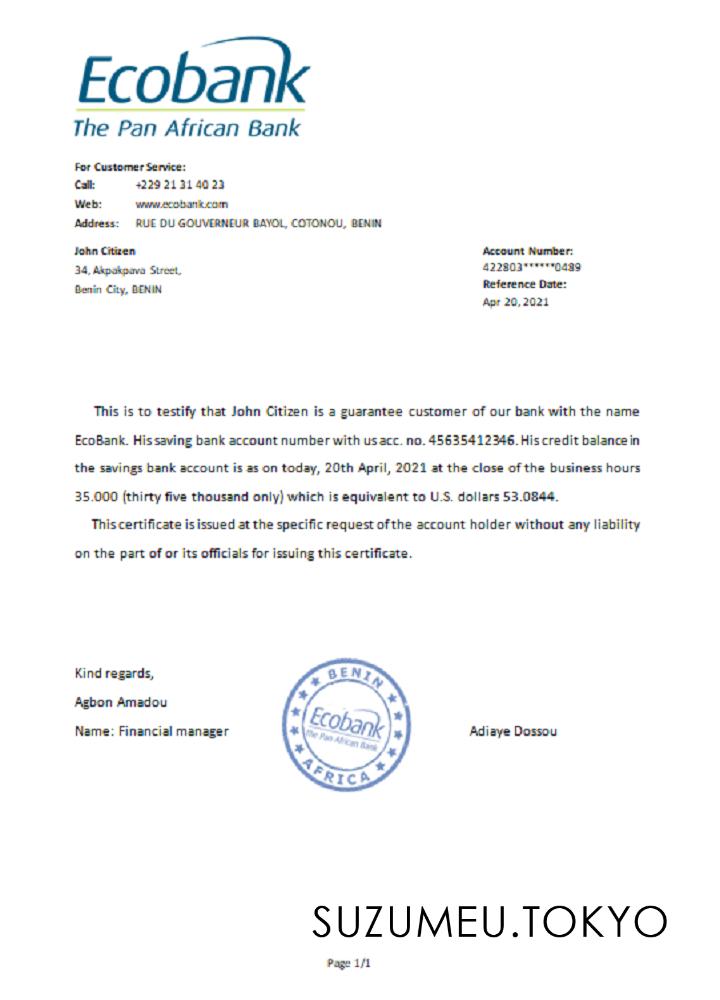 Ecobank
The Pan African Bank
For Customer Service:
Call: +229 21 31 40 23
Web: www.ecobank.com
Address: RUE DU GOUVERNEUR BAYOL, COTONOU, BENIN
John Citizen
34, Akpakpava Street,
Benin City, BENIN
Account Number:
422803******0489
Reference Date:
Apr 20, 2021
This is to testify that John Citizen is a guarantee customer of our bank with the name
EcoBank. His saving bank account number with us acc. no. 45635412346. His credit balance in
the savings bank account is as on today, 20th April, 2021 at the close of the business hours
35.000 (thirty five thousand only) which is equivalent to U.S. dollars 53.0844.
This certificate is issued at the specific request of the account holder without any liability
on the part of or its officials for issuing this certificate.
Kind regards,
Agbon Amadou
Name: Financial manager
BENIN
Ecobank
The Pan African Bank
AFRICA
Adiaye Dossou
SUZUMEU.TOKYO
Page 1/1